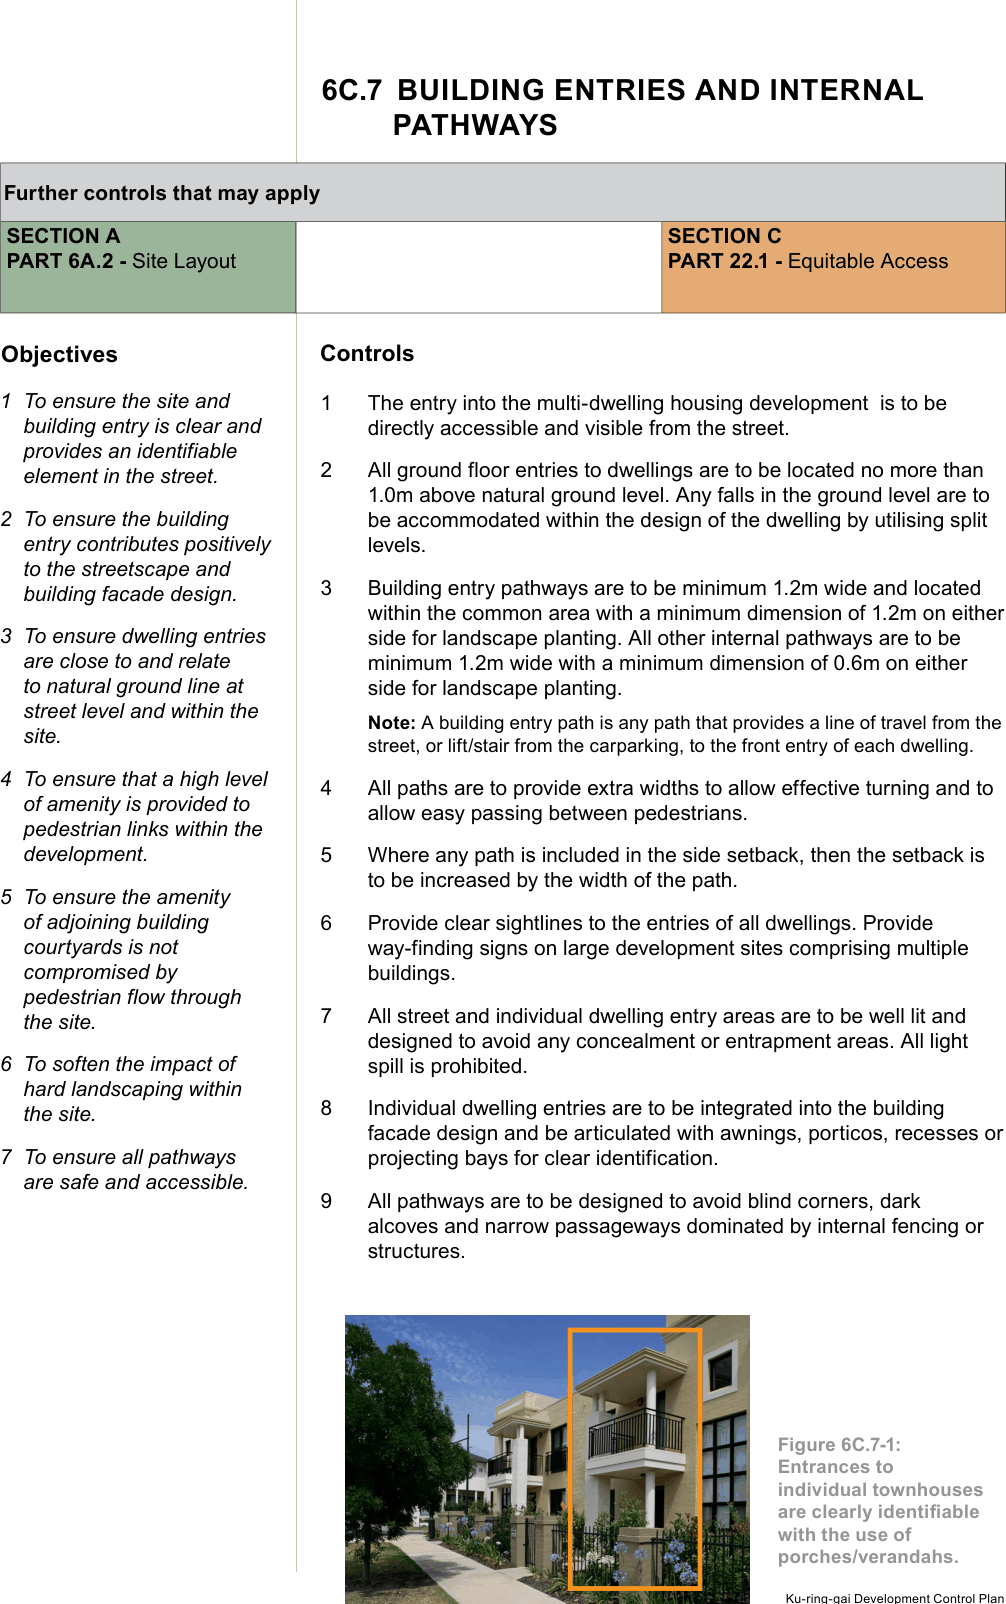 6C.7 BUILDING ENTRIES AND INTERNAL
PATHWAYS
Further controls that may apply
SECTION A
PART 6A.2 - Site Layout
SECTION C
PART 22.1 - Equitable Access
Objectives
1 To ensure the site and
building entry is clear and
provides an identifiable
element in the street.
2 To ensure the building
entry contributes positively
to the streetscape and
building facade design.
3 To ensure dwelling entries
are close to and relate
to natural ground line at
street level and within the
site.
4 To ensure that a high level
of amenity is provided to
pedestrian links within the
development.
5 To ensure the amenity
of adjoining building
courtyards is not
compromised by
pedestrian flow through
the site.
6 To soften the impact of
hard landscaping within
the site.
7 To ensure all pathways
are safe and accessible.
Controls
1 The entry into the multi-dwelling housing development is to be
directly accessible and visible from the street.
2 All ground floor entries to dwellings are to be located no more than
1.0m above natural ground level. Any falls in the ground level are to
be accommodated within the design of the dwelling by utilising split
levels.
3 Building entry pathways are to be minimum 1.2m wide and located
within the common area with a minimum dimension of 1.2m on either
side for landscape planting. All other internal pathways are to be
minimum 1.2m wide with a minimum dimension of 0.6m on either
side for landscape planting.
Note: A building entry path is any path that provides a line of travel from the
street, or lift/stair from the carparking, to the front entry of each dwelling.
4 All paths are to provide extra widths to allow effective turning and to
allow easy passing between pedestrians.
5 Where any path is included in the side setback, then the setback is
to be increased by the width of the path.
6 Provide clear sightlines to the entries of all dwellings. Provide
way-finding signs on large development sites comprising multiple
buildings.
7 All street and individual dwelling entry areas are to be well lit and
designed to avoid any concealment or entrapment areas. All light
spill is prohibited.
8 Individual dwelling entries are to be integrated into the building
facade design and be articulated with awnings, porticos, recesses or
projecting bays for clear identification.
9 All pathways are to be designed to avoid blind corners, dark
alcoves and narrow passageways dominated by internal fencing or
structures.
Figure 6C.7-1:
Entrances to
individual townhouses
are clearly identifiable
with the use of
porches/verandahs.
Ku-ring-gai Development Control Plan